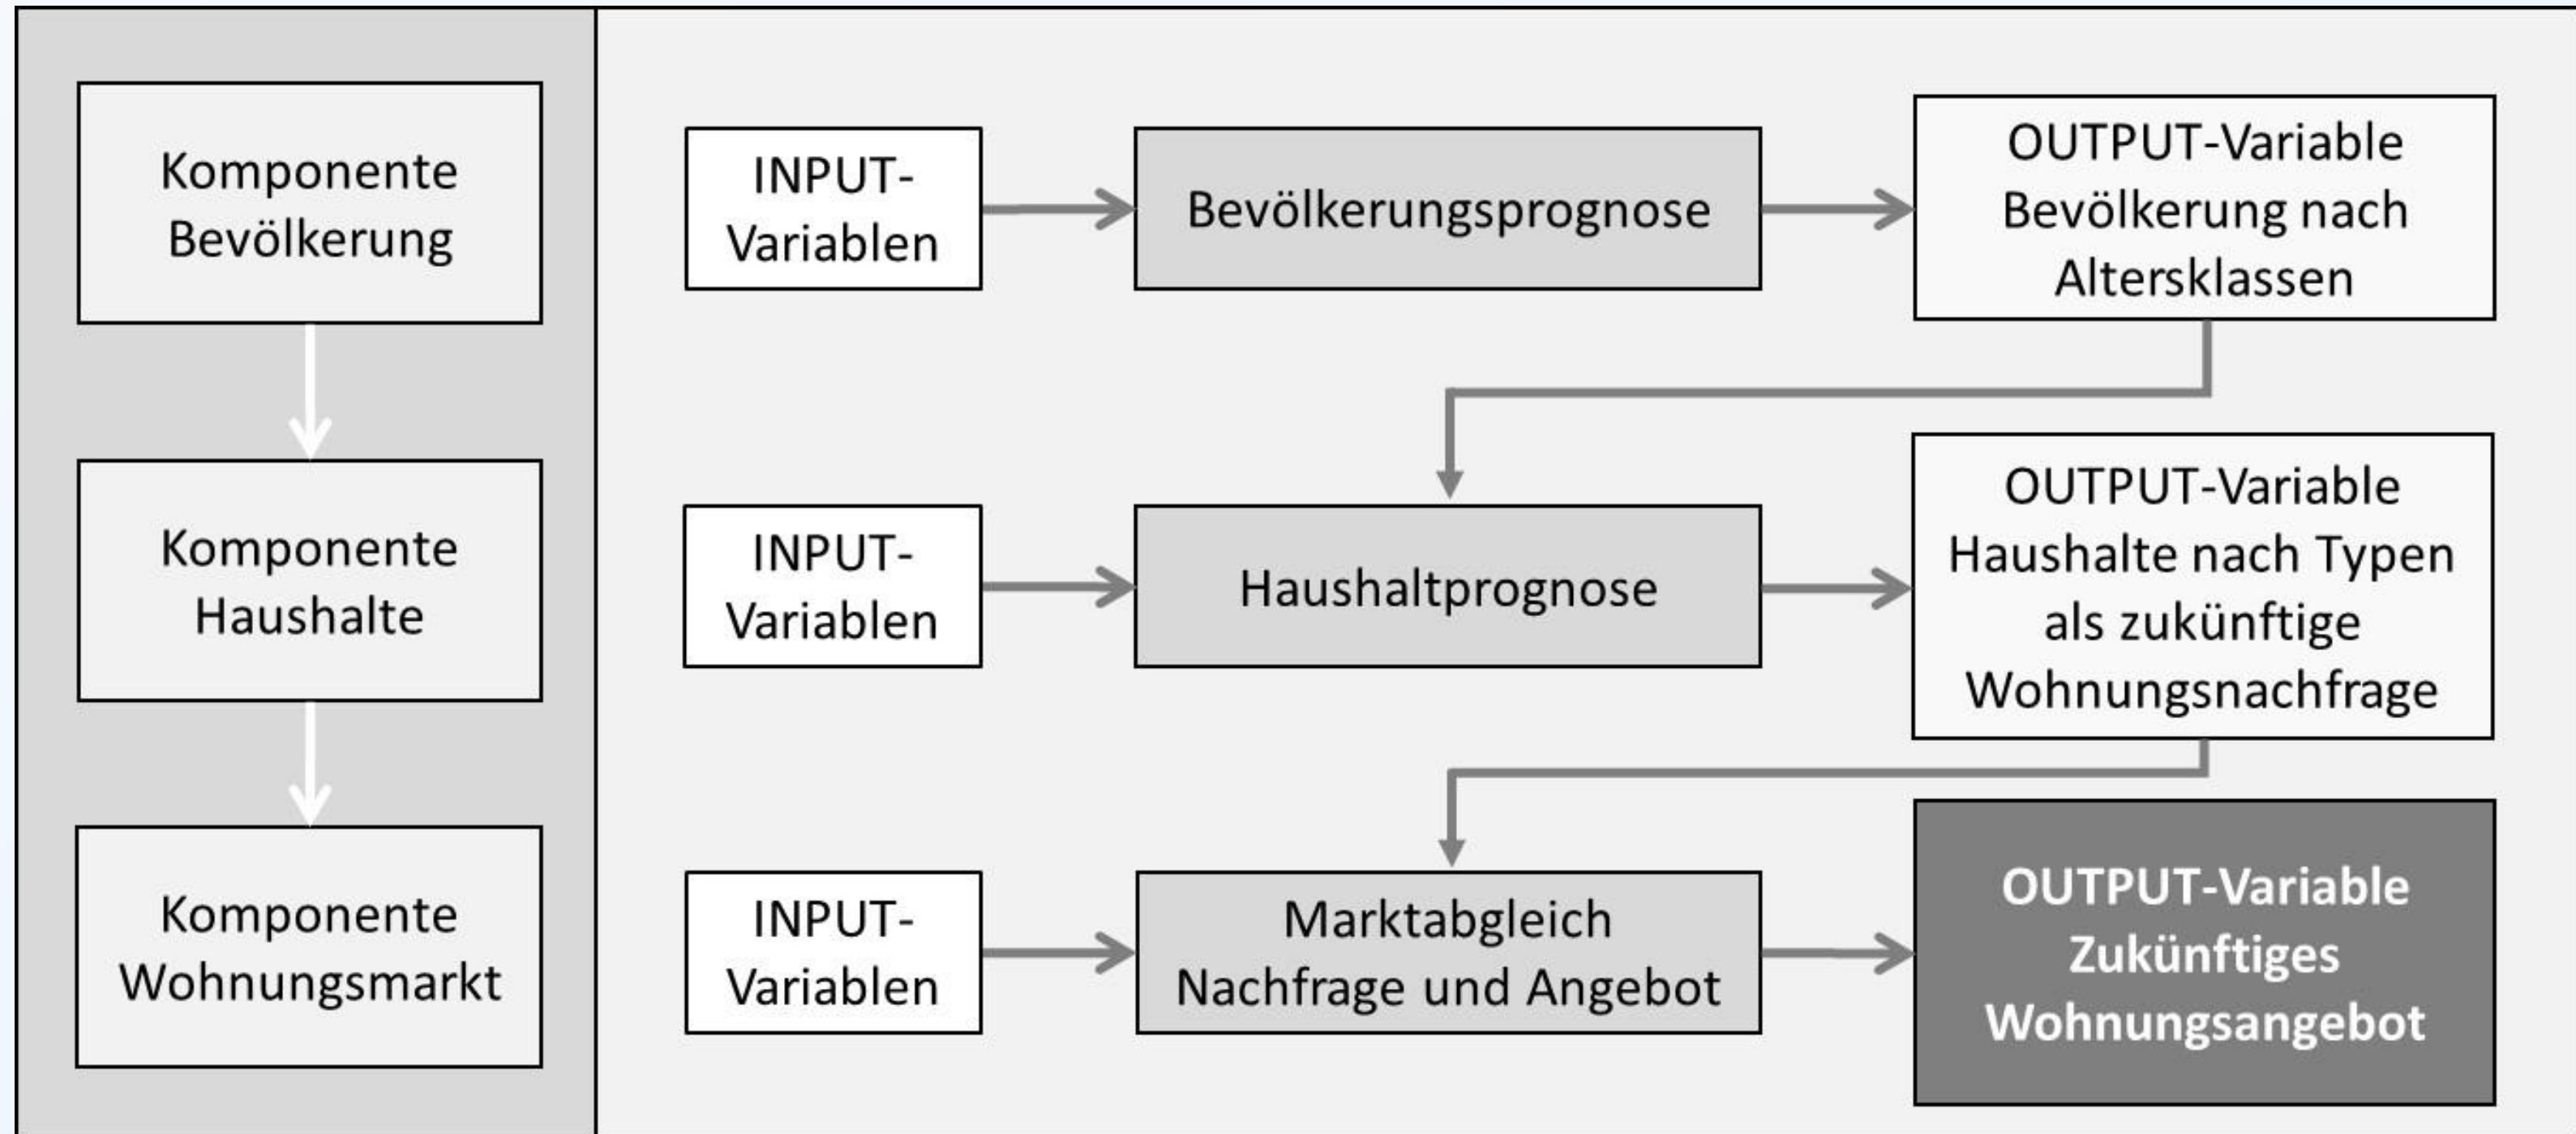 Komponente
Bevölkerung
INPUT-
Variablen
Bevölkerungsprognose
OUTPUT-Variable
Bevölkerung nach
Altersklassen
Komponente
Haushalte
INPUT-
Variablen
Haushaltprognose
OUTPUT-Variable
Haushalte nach Typen
als zukünftige
Wohnungsnachfrage
Komponente
Wohnungsmarkt
INPUT-
Variablen
Marktabgleich
Nachfrage und Angebot
OUTPUT-Variable
Zukünftiges
Wohnungsangebot